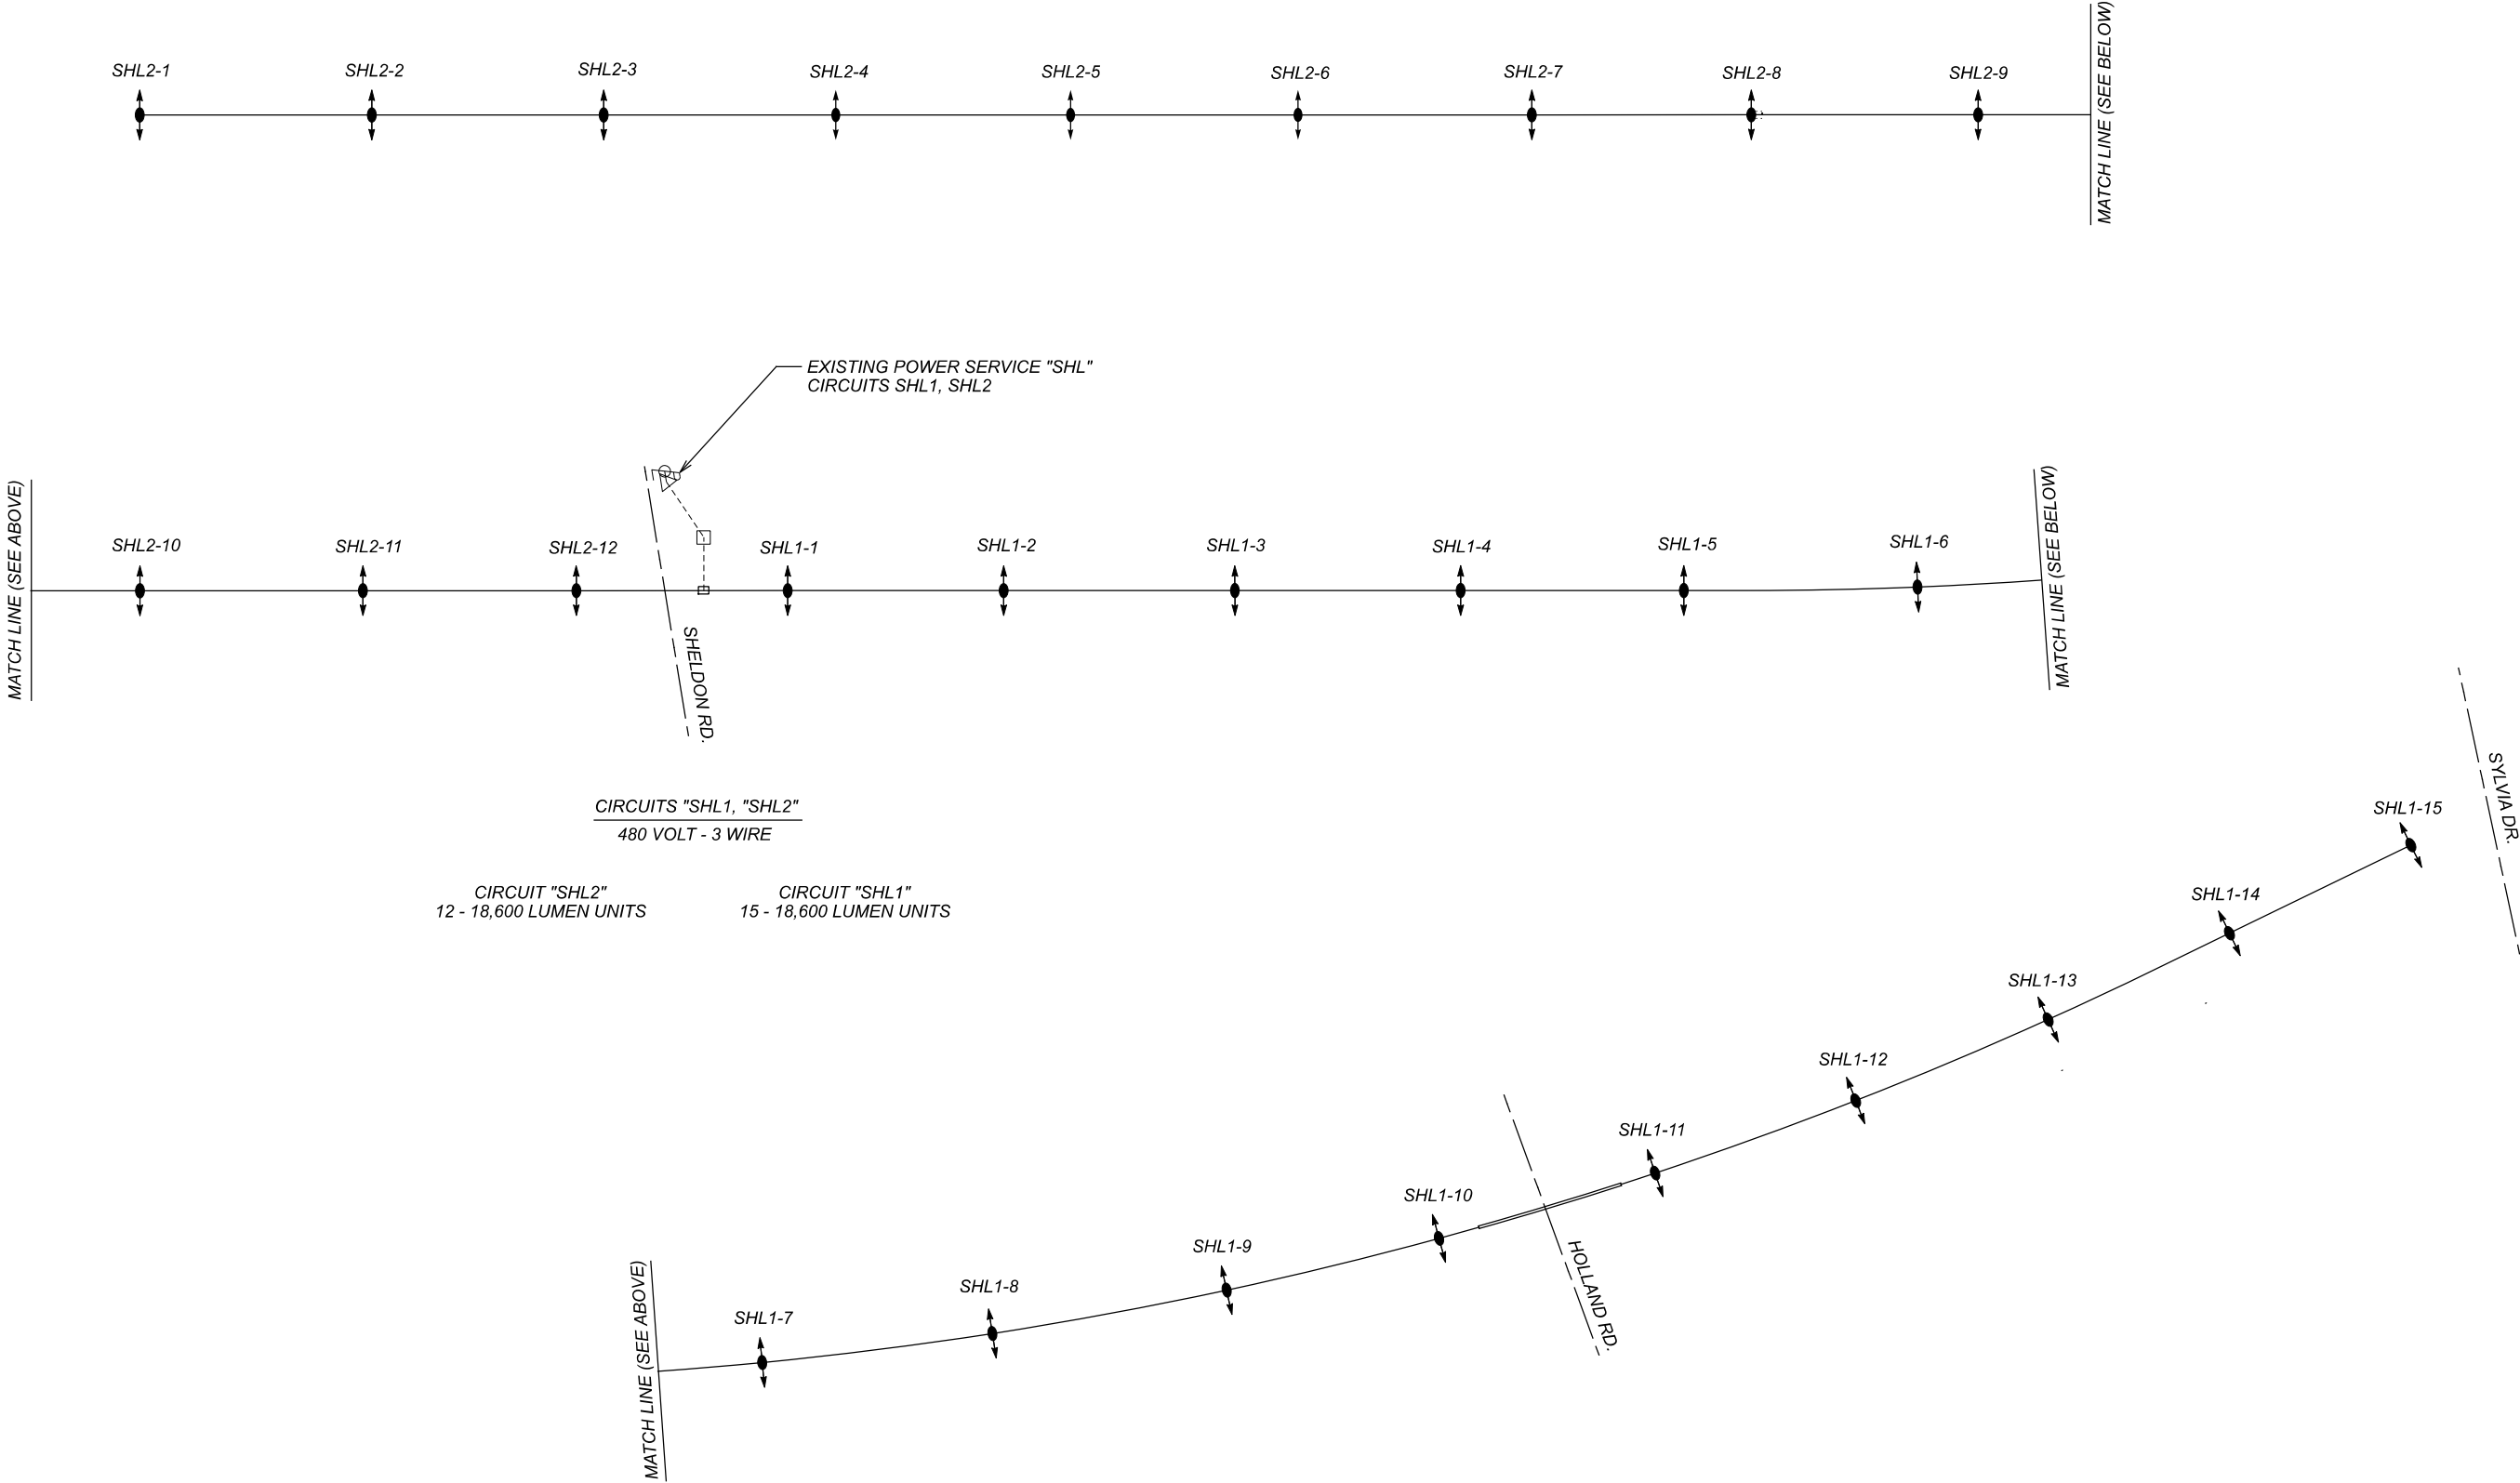 SHL2-1
SHL2-2
SHL2-3
SHL2-4
SHL2-5
SHL2-6
SHL2-7
SHL2-8
SHL2-9
MATCH LINE (SEE BELOW)
EXISTING POWER SERVICE "SHL"
CIRCUITS SHL1, SHL2
MATCH LINE (SEE ABOVE)
SHL2-10
SHL2-11
SHL2-12
SHL1-1
SHL1-2
SHL1-3
SHL1-4
SHL1-5
SHL1-6
MATCH LINE (SEE BELOW)
SHELDON RD.
CIRCUITS "SHL1, "SHL2"
480 VOLT - 3 WIRE
CIRCUIT "SHL2"
12 - 18,600 LUMEN UNITS
CIRCUIT "SHL1"
15 - 18,600 LUMEN UNITS
MATCH LINE (SEE ABOVE)
SHL1-7
SHL1-8
SHL1-9
SHL1-10
HOLLAND RD.
SHL1-11
SHL1-12
SHL1-13
SHL1-14
SHL1-15
SYLVIA DR.